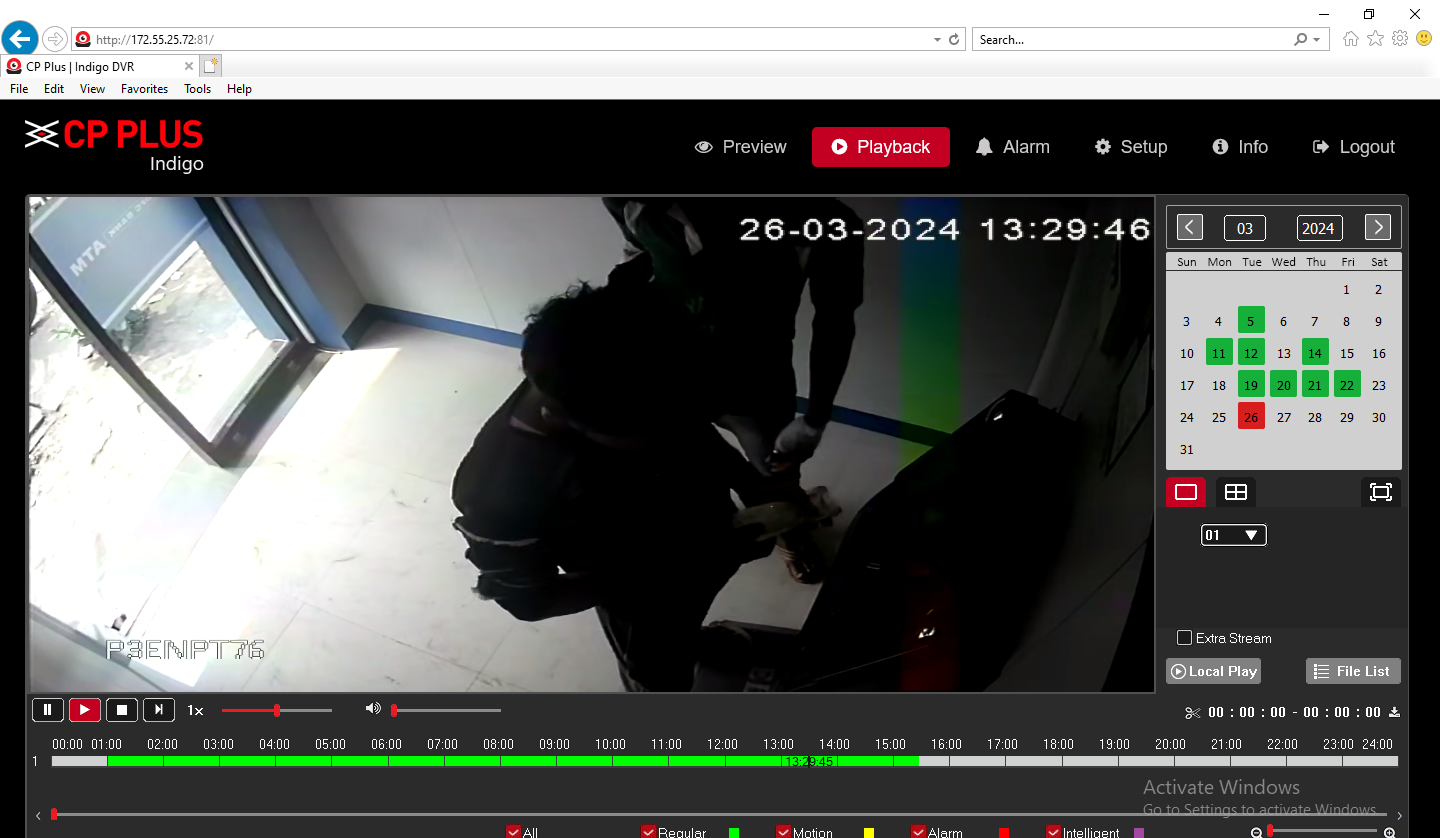 http://172.55.25.72:81/
Search...
CP Plus | Indigo DVR
File Edit View Favorites Tools Help
CP PLUS
Indigo
Preview Playback Alarm Setup Info Logout
26-03-2024 13:29:46
MTA
P3ENPT76
03 2024
Sun Mon Tue Wed Thu Fri Sat
1 2
3 4 5 6 7 8 9
10 11 12 13 14 15 16
17 18 19 20 21 22 23
24 25 26 27 28 29 30
31
01
Extra Stream
Local Play File List
1x
00 : 00 : 00 - 00 : 00 : 00
00:00 01:00 02:00 03:00 04:00 05:00 06:00 07:00 08:00 09:00 10:00 11:00 12:00 13:00 14:00 15:00 16:00 17:00 18:00 19:00 20:00 21:00 22:00 23:00 24:00
1
13:29:45
Activate Windows
Go to Settings to activate Windows.
All Regular Motion Alarm Intelligent